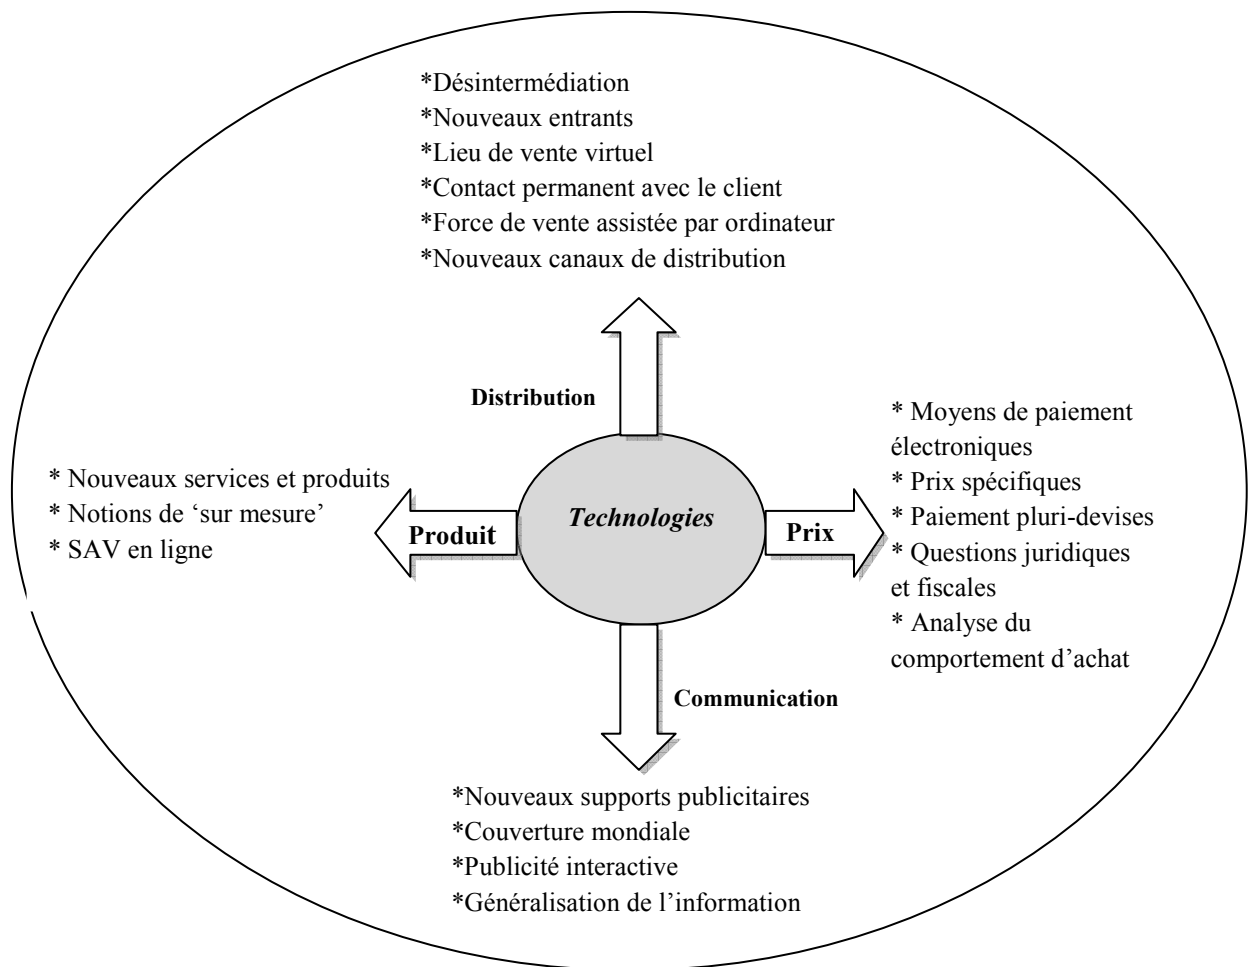 *Désintermédiation
*Nouveaux entrants
*Lieu de vente virtuel
*Contact permanent avec le client
*Force de vente assistée par ordinateur
*Nouveaux canaux de distribution
Distribution
* Nouveaux services et produits
* Notions de ‘sur mesure’
* SAV en ligne
Produit
Technologies
Prix
* Moyens de paiement
électroniques
* Prix spécifiques
* Paiement pluri-devises
* Questions juridiques
et fiscales
* Analyse du
comportement d’achat
Communication
*Nouveaux supports publicitaires
*Couverture mondiale
*Publicité interactive
*Généralisation de l’information